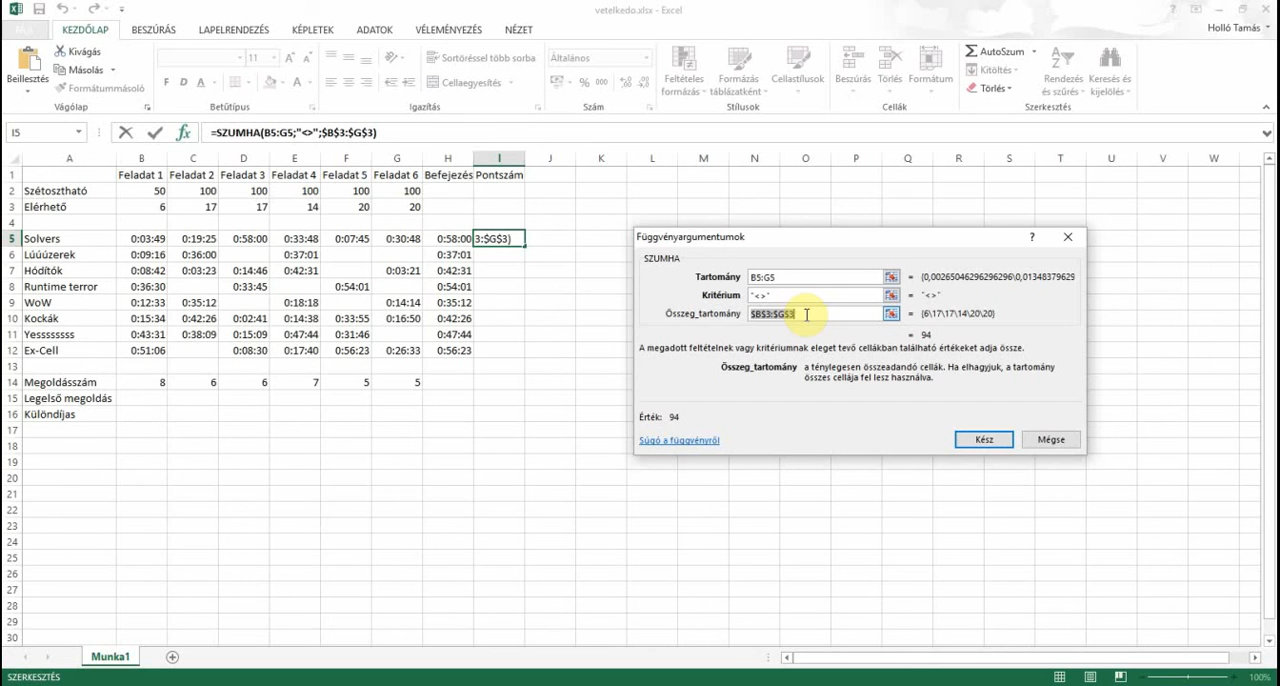 vetelkedo.xlsx - Excel
KEZDŐLAP BESZÚRÁS LAPELRENDEZÉS KÉPLETEK ADATOK VÉLEMÉNYEZÉS NÉZET Holló Tamás
Beillesztés Kivágás Másolás Formátummásoló
11
F D A
Sortöréssel több sorba
Cellaegyesítés
Általános
% 000
Feltételes formázás Formázás táblázatként Cellastílusok
Beszúrás Törlés Formátum
AutoSzum Kitöltés Törlés
Rendezés és szűrés Keresés és kijelölés
Vágólap Betűtípus Igazítás Szám Stílusok Cellák Szerkesztés
I5 fx =SZUMHA(B5:G5;"<>";$B$3:$G$3)
A B C D E F G H I J K L M N O P Q R S T U V W
1 Feladat 1 Feladat 2 Feladat 3 Feladat 4 Feladat 5 Feladat 6 Befejezés Pontszám
2 Szétosztható 50 100 100 100 100 100
3 Elérhető 6 17 17 14 20 20
4
5 Solvers 0:03:49 0:19:25 0:58:00 0:33:48 0:07:45 0:30:48 0:58:00 3:$G$3)
6 Lúúúzerek 0:09:16 0:36:00 0:37:01 0:37:01
7 Hódítók 0:08:42 0:03:23 0:14:46 0:42:31 0:03:21 0:42:31
8 Runtime terror 0:36:30 0:33:45 0:54:01 0:54:01
9 WoW 0:12:33 0:35:12 0:18:18 0:14:14 0:35:12
10 Kockák 0:15:34 0:42:26 0:02:41 0:14:38 0:33:55 0:16:50 0:42:26
11 Yesssssssss 0:43:31 0:38:09 0:15:09 0:47:44 0:31:46 0:47:44
12 Ex-Cell 0:51:06 0:08:30 0:17:40 0:56:23 0:26:33 0:56:23
13
14 Megoldásszám 8 6 6 7 5 5
15 Legelső megoldás
16 Különdíjas
17
18
19
20
21
22
23
24
25
26
27
28
29
30
Függvényargumentumok ?
SZUMHA
Tartomány B5:G5 = {0,00265046296296296\0,01348379629
Kritérium "<>" = "<>"
Összeg_tartomány $B$3:$G$3 = {6\17\17\14\20\20}
= 94
A megadott feltételnek vagy kritériumnak eleget tevő cellákban található értékeket adja össze.
Összeg_tartomány a ténylegesen összeadandó cellák. Ha elhagyjuk, a tartomány
összes cellája fel lesz használva.
Érték: 94
Súgó a függvényről Kész Mégse
Munka1
SZERKESZTÉS 100%